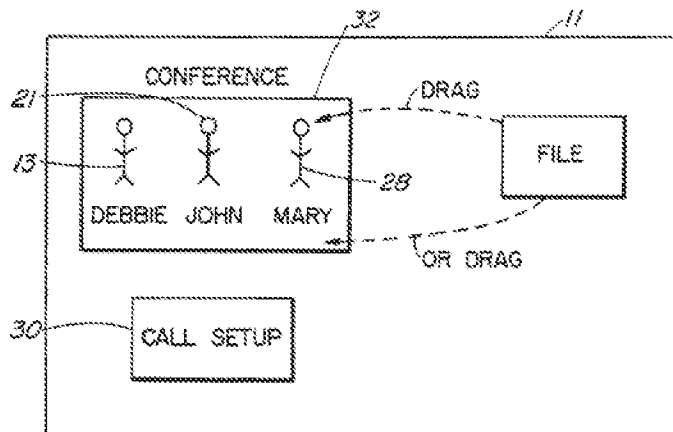 32
11
CONFERENCE
21
DRAG
FILE
13
28
DEBBIE JOHN MARY
OR DRAG
30
CALL SETUP